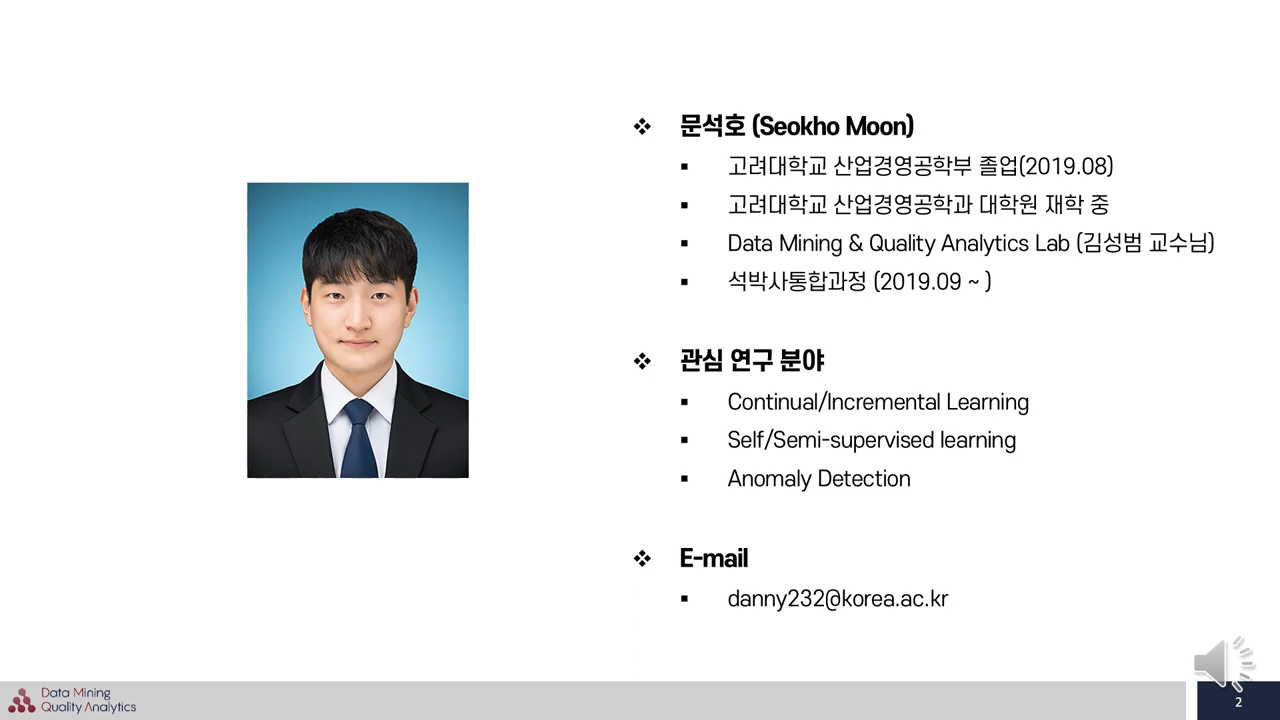 문석호 (Seokho Moon)
고려대학교 산업경영공학부 졸업(2019.08)
고려대학교 산업경영공학과 대학원 재학 중
Data Mining & Quality Analytics Lab (김성범 교수님)
석박사통합과정 (2019.09 ~ )
관심 연구 분야
Continual/Incremental Learning
Self/Semi-supervised learning
Anomaly Detection
E-mail
danny232@korea.ac.kr
Data Mining
Quality Analytics
2